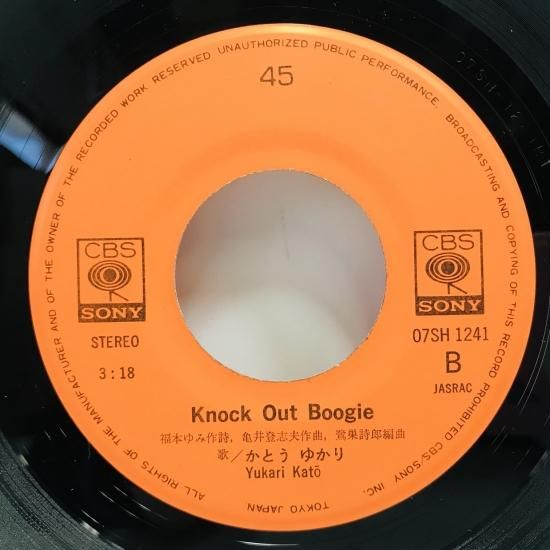 ALL RIGHTS OF THE MANUFACTURER AND OF THE OWNER OF THE RECORDED WORK RESERVED UNAUTHORIZED PUBLIC PERFORMANCE, BROADCASTING AND COPYING OF THIS RECORD PROHIBITED CBS/SONY INC. TOKYO JAPAN
45
CBS
SONY
CBS
SONY
STEREO
3:18
07SH 1241
B
JASRAC
Knock Out Boogie
福本ゆみ作詩, 亀井登志夫作曲, 鷺巣詩郎編曲
歌/かとう ゆかり
Yukari Katō